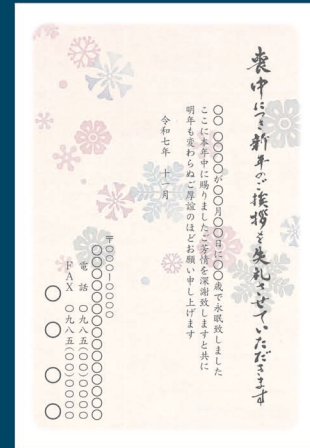 喪中につき新年のご挨拶を失礼させていただきます
〇〇 〇〇〇〇が〇〇月〇〇日に〇〇歳で永眠致しました
ここに本年中に賜りましたご芳情を深謝致しますと共に
明年も変わらぬご厚誼のほどお願い申し上げます
令和七年 十一月
〒〇〇〇-〇〇〇〇
〇〇〇〇〇〇〇〇〇〇〇〇〇〇〇
電話 〇九八五(〇〇)〇〇〇〇
FAX 〇九八五(〇〇)〇〇〇〇
〇〇〇〇